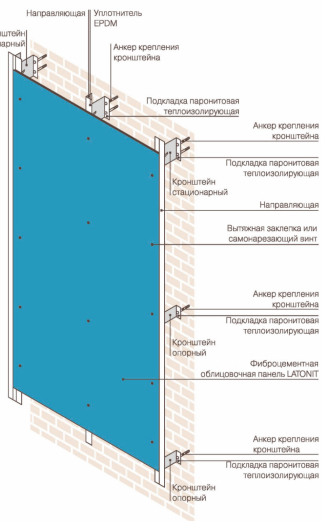 Направляющая
Уплотнитель
EPDM
Анкер крепления
кронштейна
Подкладка паронитовая
теплоизолирующая
Анкер крепления
кронштейна
Подкладка паронитовая
теплоизолирующая
Кронштейн
стационарный
Направляющая
Вытяжная заклепка или
самонарезающий винт
Анкер крепления
кронштейна
Подкладка паронитовая
теплоизолирующая
Кронштейн
опорный
Фиброцементная
облицовочная панель LATONIT
Анкер крепления
кронштейна
Подкладка паронитовая
теплоизолирующая
Кронштейн
опорный